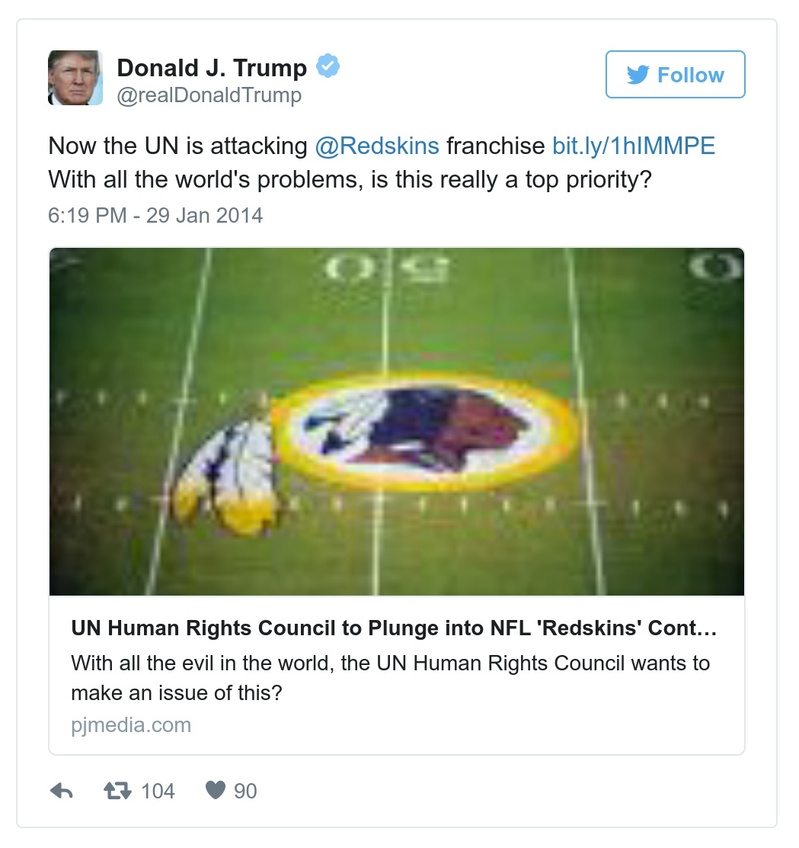 Donald J. Trump
@realDonaldTrump
Follow
Now the UN is attacking @Redskins franchise bit.ly/1hIMMPE
With all the world's problems, is this really a top priority?
6:19 PM - 29 Jan 2014
50
0
UN Human Rights Council to Plunge into NFL 'Redskins' Cont...
With all the evil in the world, the UN Human Rights Council wants to
make an issue of this?
pjmedia.com
104 90